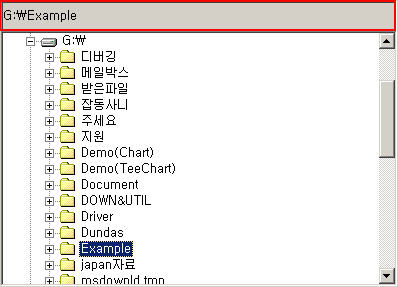 G:₩Example
G:₩
디버깅
메일박스
받은파일
잡동사니
주세요
지원
Demo(Chart)
Demo(TeeChart)
Document
DOWN&UTIL
Driver
Dundas
Example
japan자료
msdownld.tmp